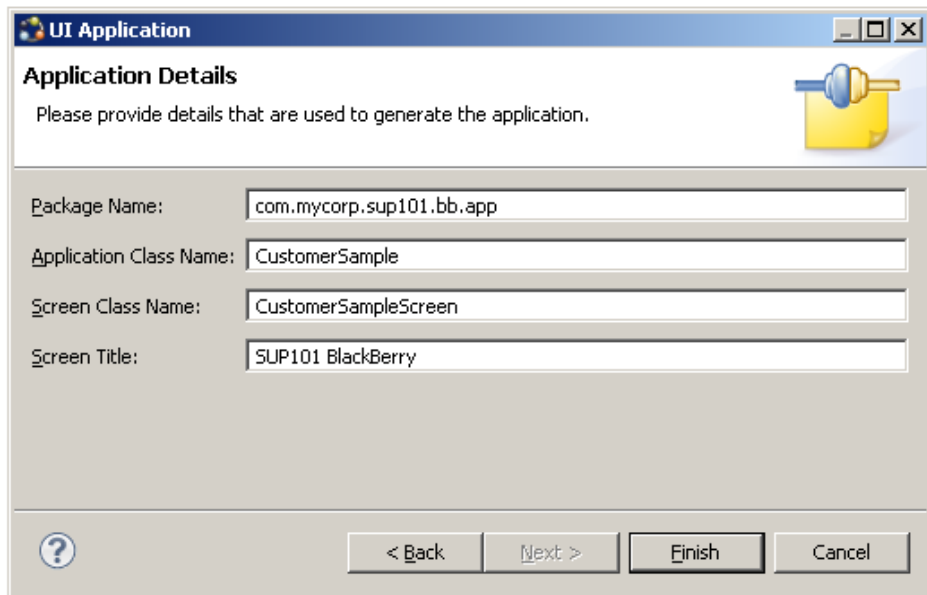 UI Application
Application Details
Please provide details that are used to generate the application.
Package Name: com.mycorp.sup101.bb.app
Application Class Name: CustomerSample
Screen Class Name: CustomerSampleScreen
Screen Title: SUP101 BlackBerry
? < Back Next > Finish Cancel